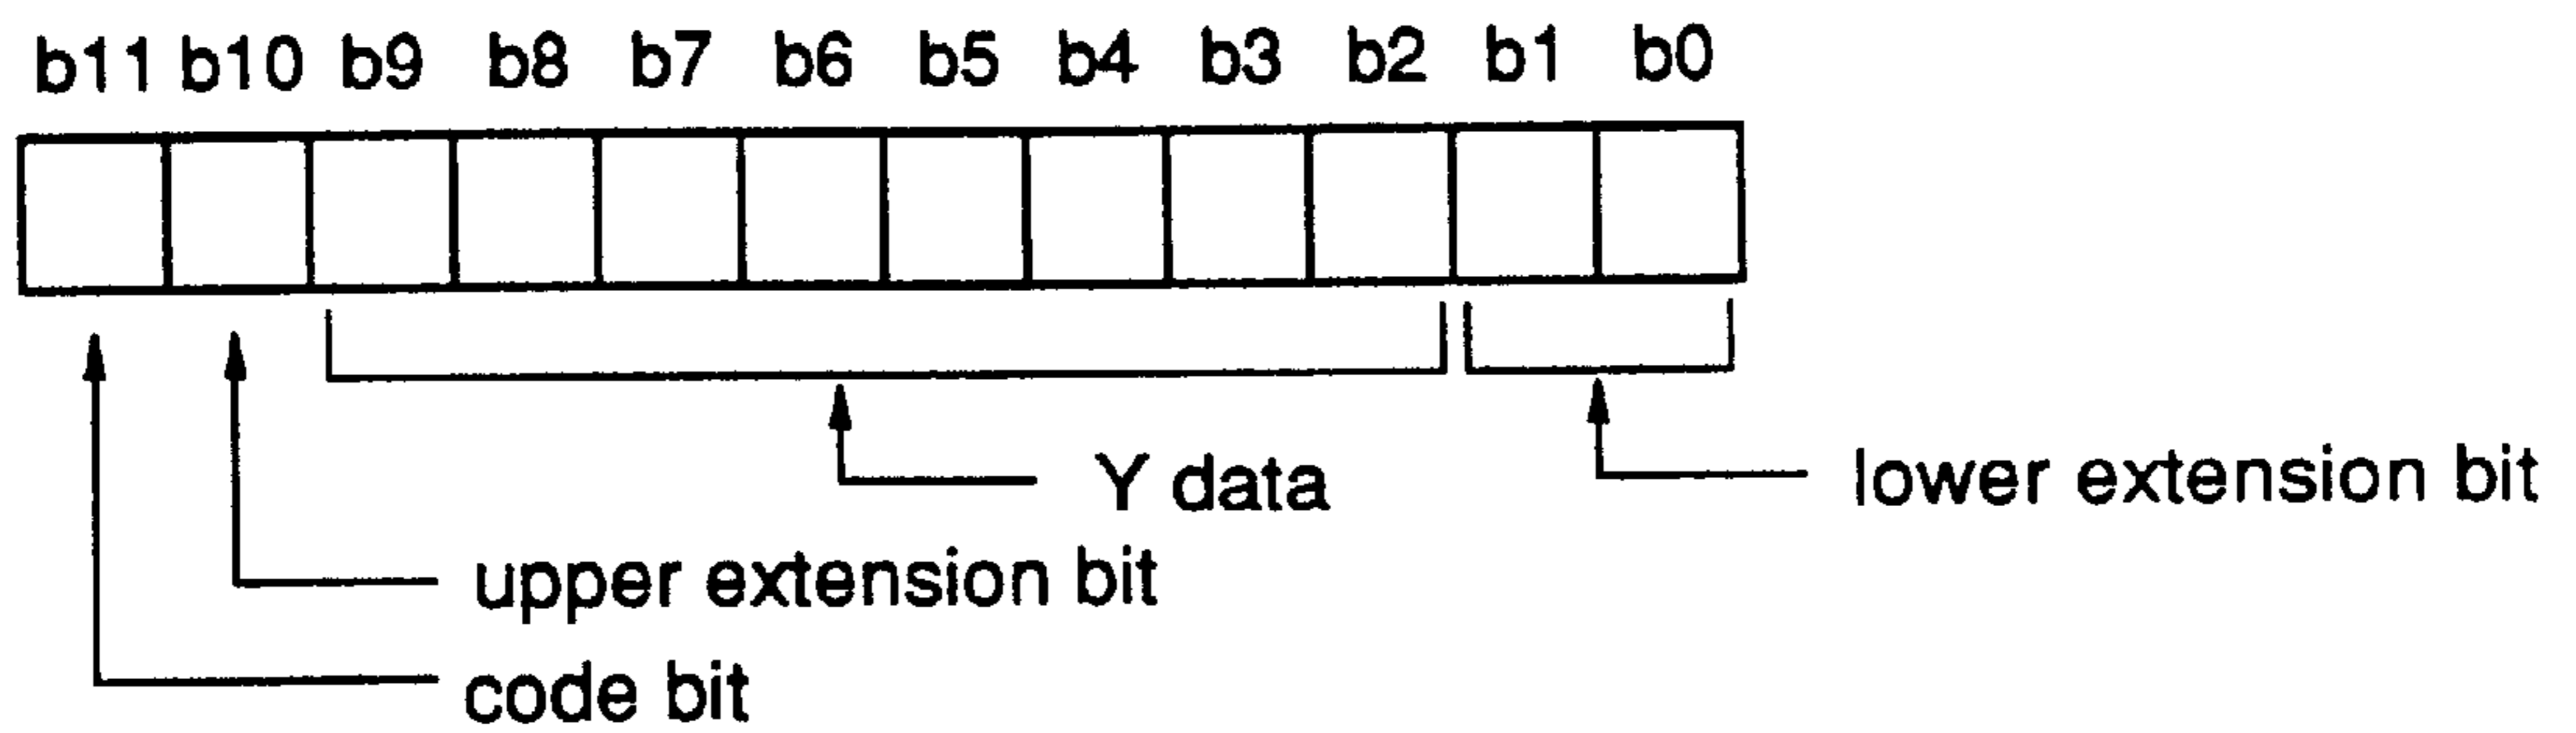 b11 b10 b9 b8 b7 b6 b5 b4 b3 b2 b1 b0
Y data
lower extension bit
upper extension bit
code bit